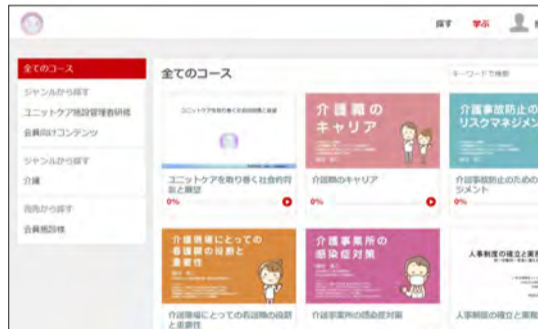 探す 学ぶ
全てのコース
ジャンルから探す
ユニットケア施設管理者研修
会員向けコンテンツ
ジャンルから探す
介護
宛先から探す
会員施設様
全てのコース
キーワードで検索
ユニットケアを取り巻く社会的背景と展望
ユニットケアを取り巻く社会的背
景と展望
0%
介護職の
キャリア
介護職のキャリア
0%
介護事故防止の
リスクマネジメン
介護事故防止のための
ジメント
0%
介護現場にとっての
看護職の役割と
重要性
介護現場にとっての看護職の役割
と重要性
介護事業所の
感染症対策
介護事業所の感染症対策
人事制度の確立と実
人事制度の確立と実